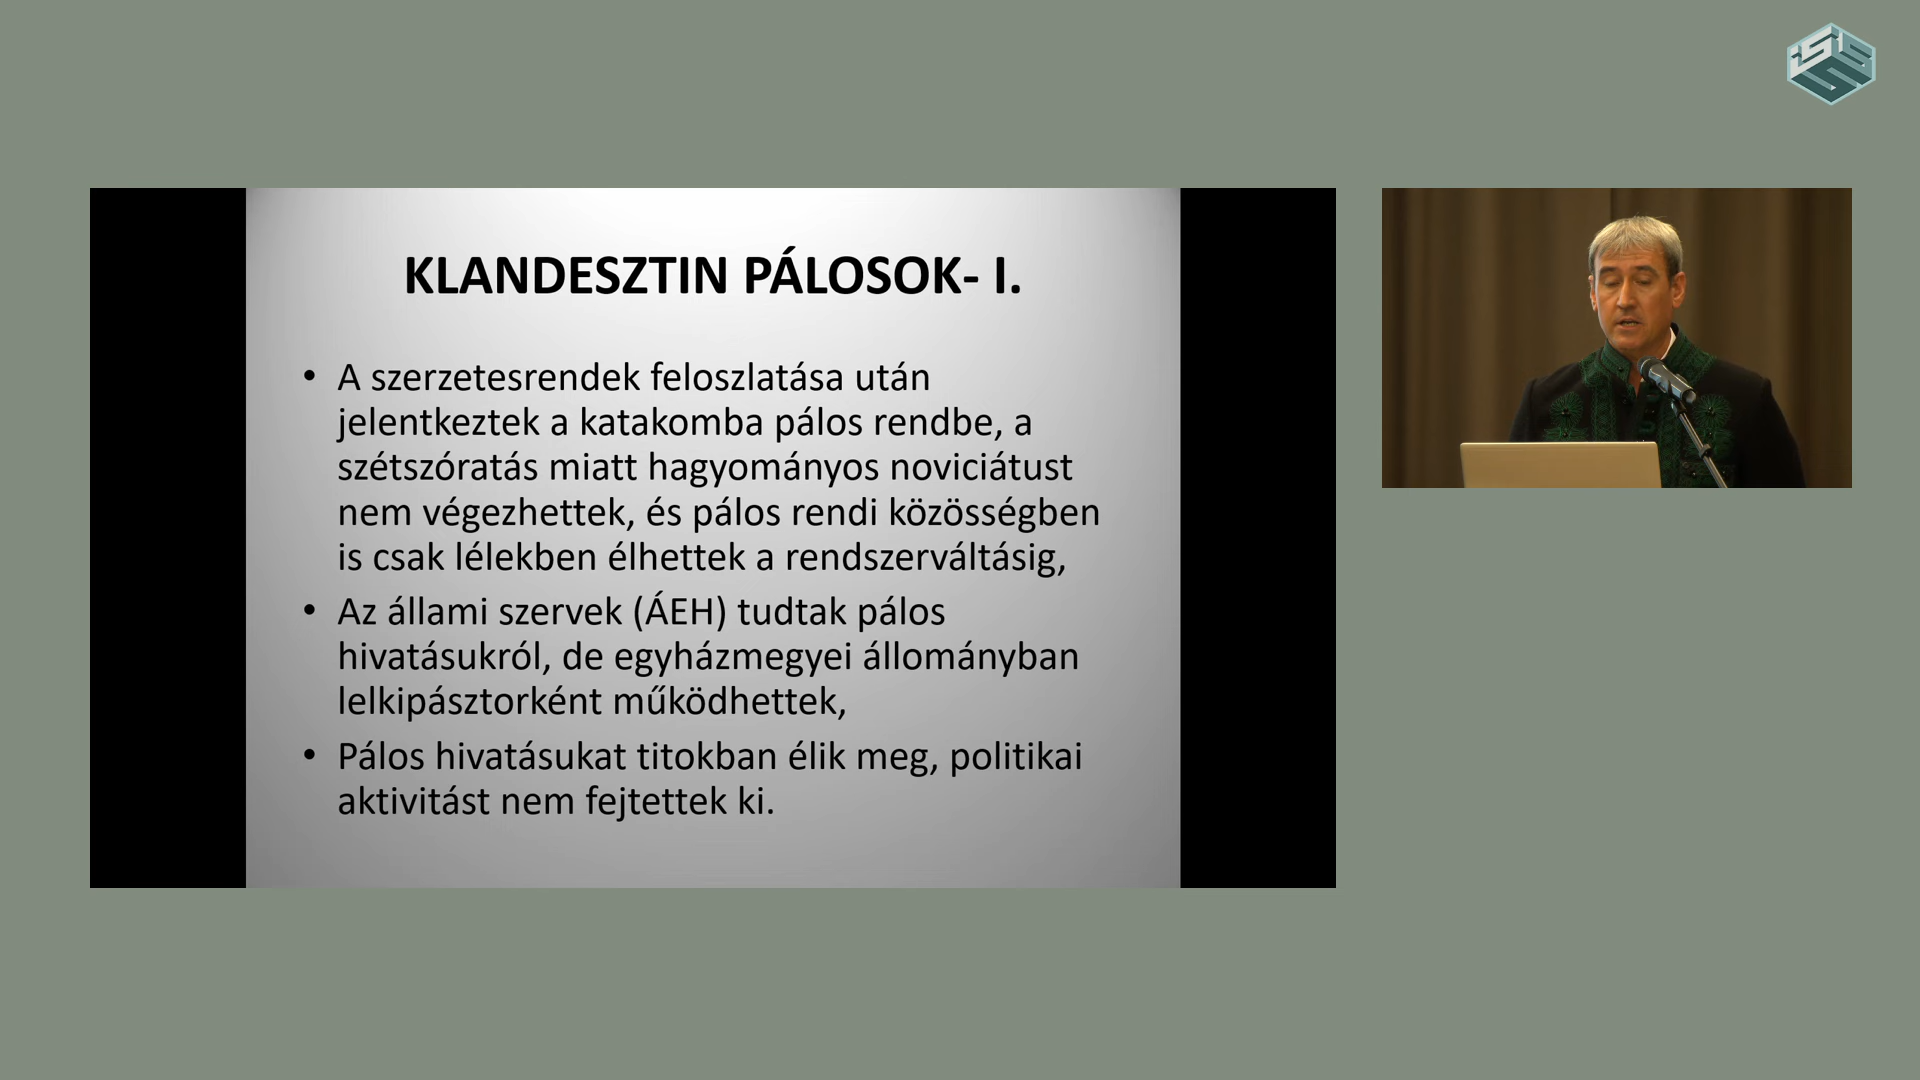 KLANDESZTIN PÁLOSOK- I.
• A szerzetesrendek feloszlatása után
jelentkeztek a katakomba pálos rendbe, a
szétszóratás miatt hagyományos noviciátust
nem végezhettek, és pálos rendi közösségben
is csak lélekben élhettek a rendszerváltásig,
• Az állami szervek (ÁEH) tudtak pálos
hivatásukról, de egyházmegyei állományban
lelkipásztorként működhettek,
• Pálos hivatásukat titokban élik meg, politikai
aktivitást nem fejtettek ki.